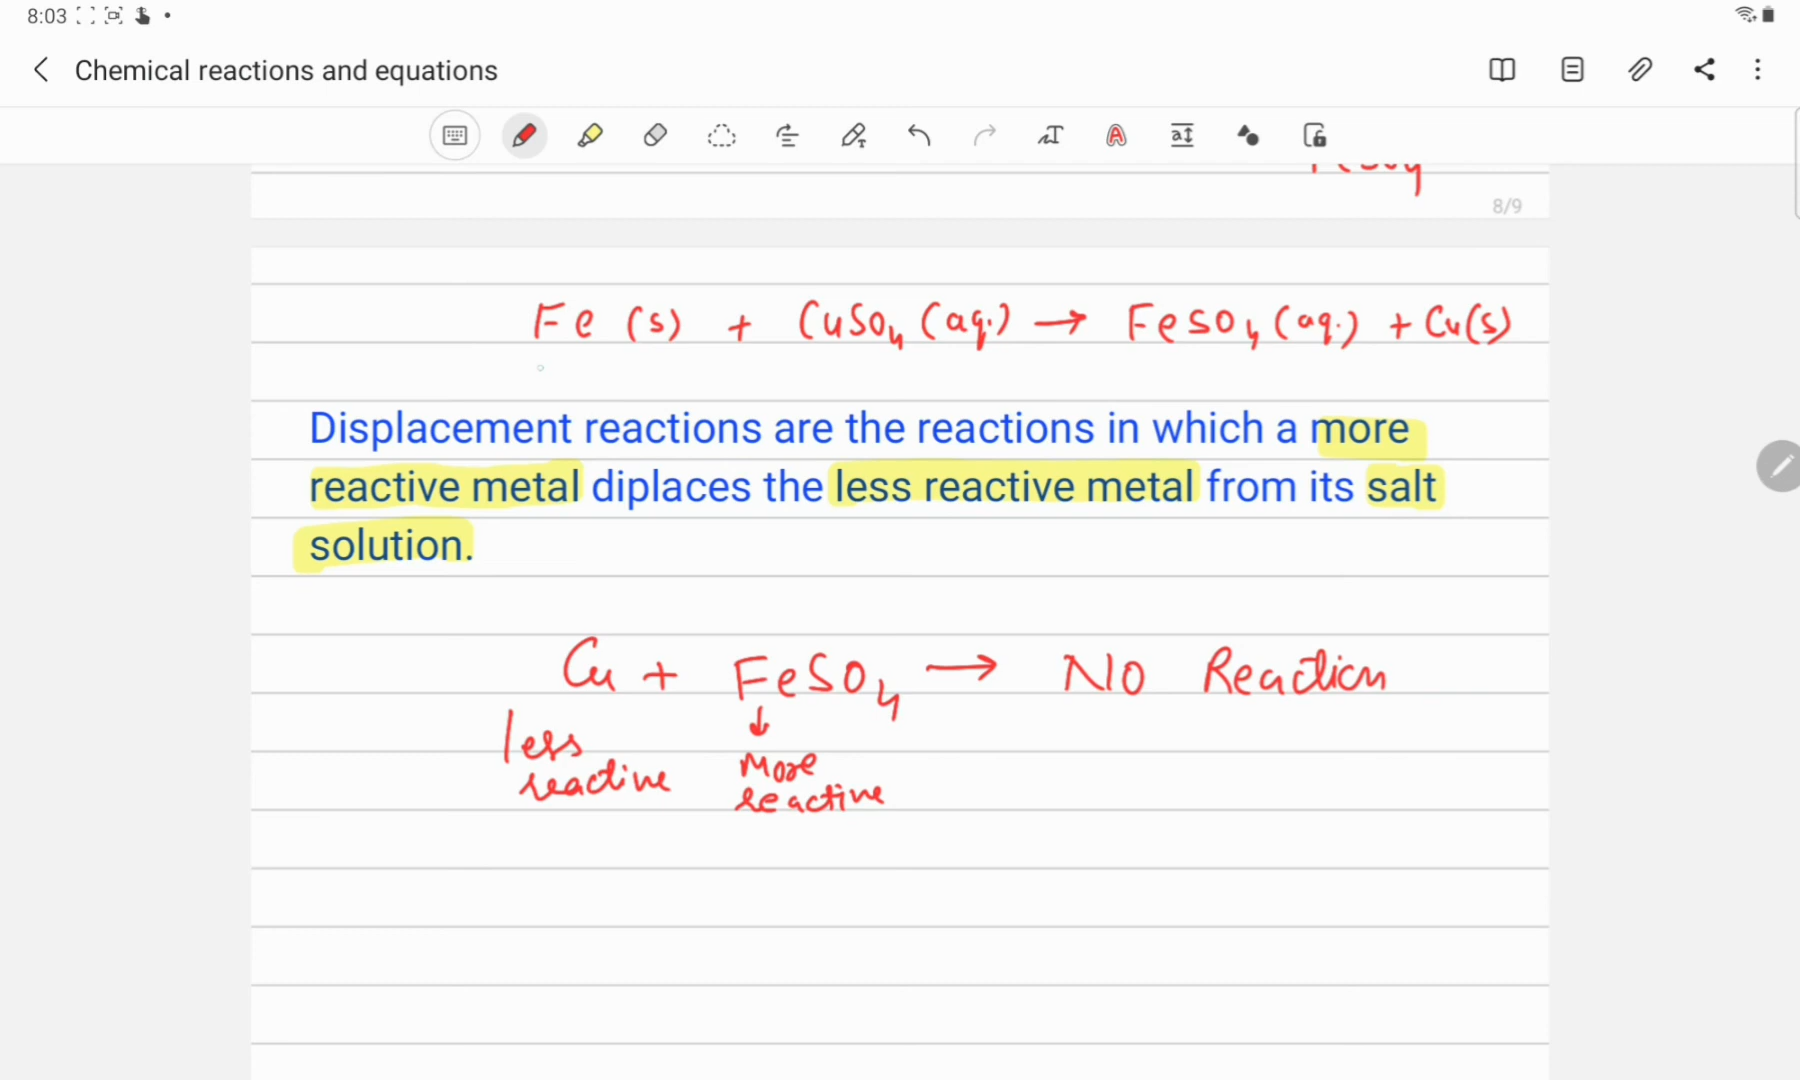 8:03
Chemical reactions and equations
8/9
Fe (s) + CuSO₄ (aq.) → FeSO₄ (aq.) + Cu(s)
Displacement reactions are the reactions in which a more
reactive metal diplaces the less reactive metal from its salt
solution.
Cu + FeSO₄ → NO Reaction
less
reactive
↓
More
reactive